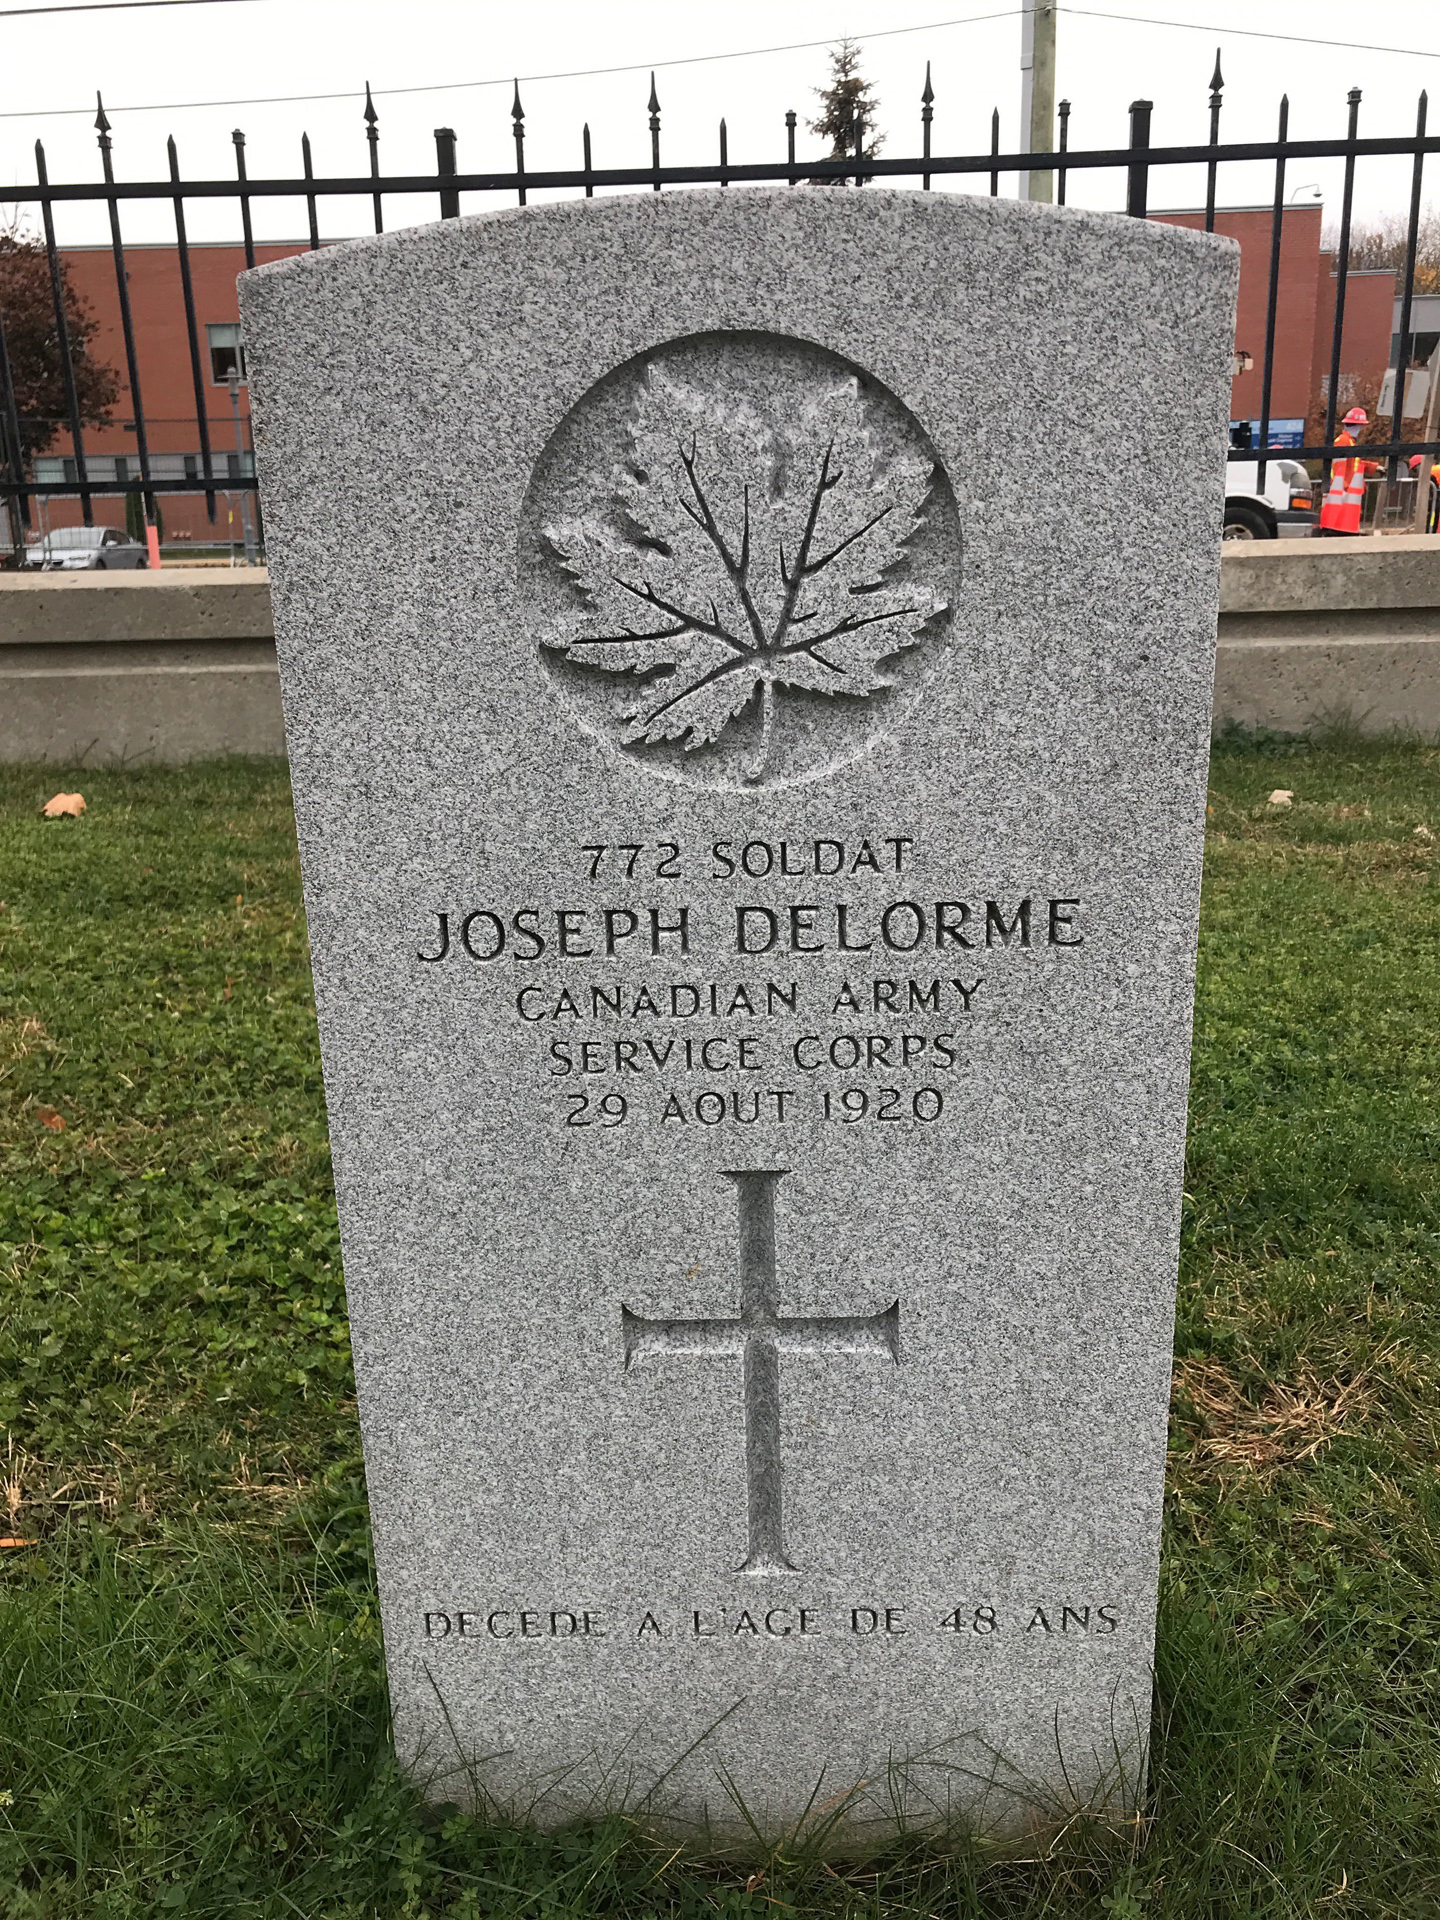 772 SOLDAT
JOSEPH DELORME
CANADIAN ARMY
SERVICE CORPS
29 AOUT 1920
DECEDE A L'AGE DE 48 ANS